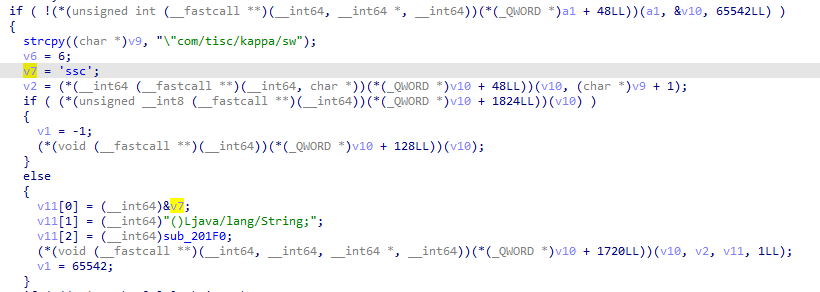 if ( !(*(unsigned int (__fastcall **)(__int64, __int64 *, __int64))(*(_QWORD *)a1 + 48LL))(a1, &v10, 65542LL) )
{
strcpy((char *)v9, "\"com/tisc/kappa/sw");
v6 = 6;
v7 = 'ssc';
v2 = (*(__int64 (__fastcall **)(__int64, char *))(*(_QWORD *)v10 + 48LL))(v10, (char *)v9 + 1);
if ( (*(unsigned __int8 (__fastcall **)(__int64))(*(_QWORD *)v10 + 1824LL))(v10) )
{
v1 = -1;
(*(void (__fastcall **)(__int64))(*(_QWORD *)v10 + 128LL))(v10);
}
else
{
v11[0] = (__int64)&v7;
v11[1] = (__int64)"()Ljava/lang/String;";
v11[2] = (__int64)sub_201F0;
(*(void (__fastcall **)(__int64, __int64, __int64 *, __int64))(*(_QWORD *)v10 + 1720LL))(v10, v2, v11, 1LL);
v1 = 65542;
}